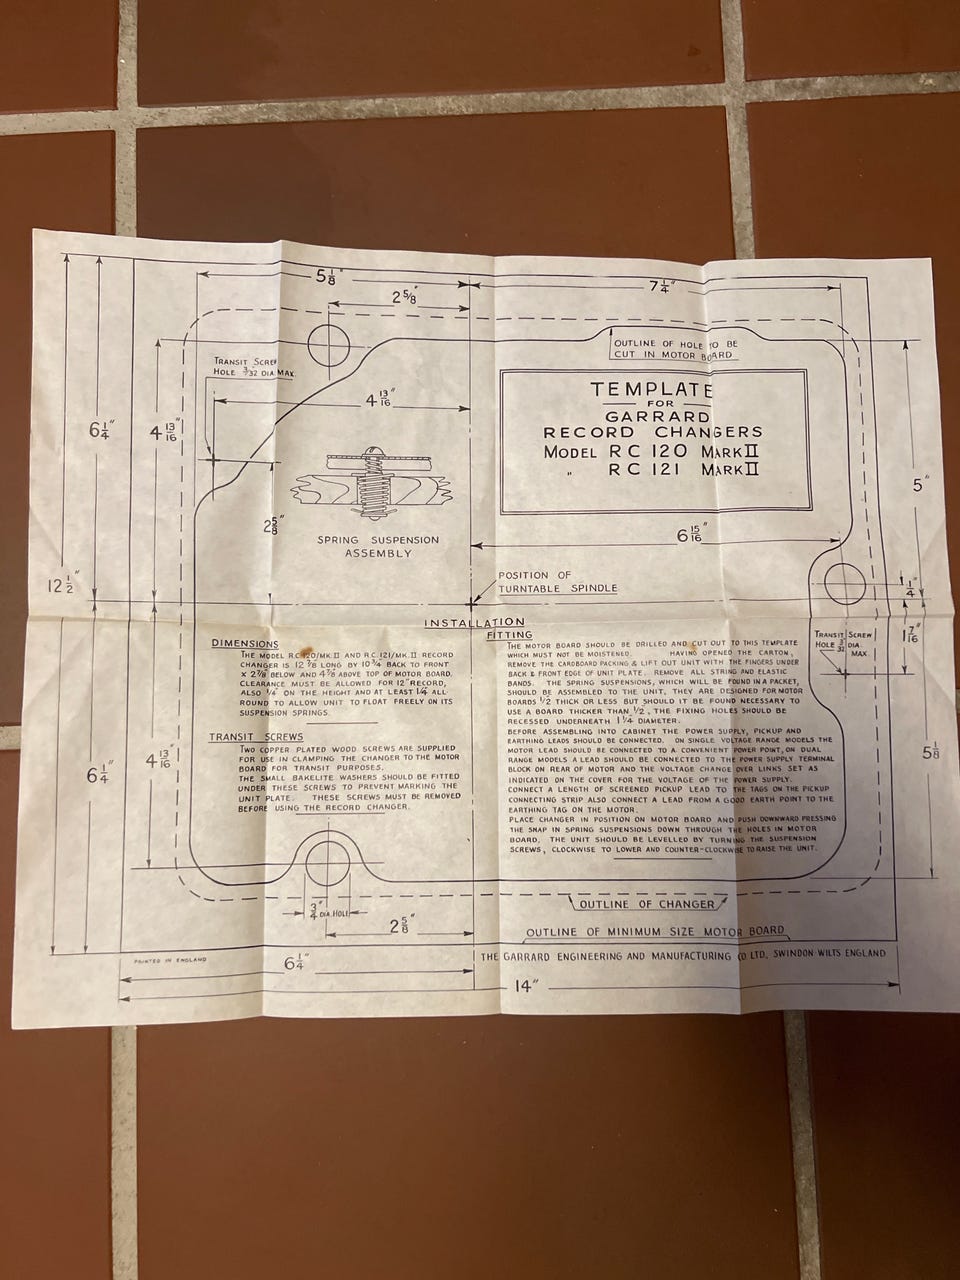 5 1/8"
7 1/4"
2 5/8"
TRANSIT SCREW
HOLE 3/32 DIA. MAX.
OUTLINE OF HOLE TO BE
CUT IN MOTOR BOARD
TEMPLATE
FOR
GARRARD
RECORD CHANGERS
MODEL RC 120 MARK II
" RC 121 MARK II
4 13/16"
6 1/4"
4 13/16"
5"
2 5/8"
SPRING SUSPENSION
ASSEMBLY
6 15/16"
12 1/2"
POSITION OF
TURNTABLE SPINDLE
1/4"
INSTALLATION
DIMENSIONS
THE MODEL R.C. 120/MK. II AND R.C. 121/MK. II RECORD
CHANGER IS 12 7/8 LONG BY 10 3/4 BACK TO FRONT
X 2 7/8 BELOW AND 4 7/8 ABOVE TOP OF MOTOR BOARD.
CLEARANCE MUST BE ALLOWED FOR 12" RECORD,
ALSO 1/4" ON THE HEIGHT AND AT LEAST 1/4 ALL-
ROUND TO ALLOW UNIT TO FLOAT FREELY ON ITS
SUSPENSION SPRINGS.
TRANSIT SCREWS
TWO COPPER PLATED WOOD SCREWS ARE SUPPLIED
FOR USE IN CLAMPING THE CHANGER TO THE MOTOR
BOARD FOR TRANSIT PURPOSES.
THE SMALL BAKELITE WASHERS SHOULD BE FITTED
UNDER THESE SCREWS TO PREVENT MARKING THE
UNIT PLATE. THESE SCREWS MUST BE REMOVED
BEFORE USING THE RECORD CHANGER.
FITTING
THE MOTOR BOARD SHOULD BE DRILLED AND CUT OUT TO THIS TEMPLATE
WHICH MUST NOT BE MOISTENED. HAVING OPENED THE CARTON,
REMOVE THE CARDBOARD PACKING & LIFT OUT UNIT WITH THE FINGERS UNDER
BACK & FRONT EDGE OF UNIT PLATE. REMOVE ALL STRING AND ELASTIC
BANDS. THE SPRING SUSPENSIONS, WHICH WILL BE FOUND IN A PACKET,
SHOULD BE ASSEMBLED TO THE UNIT, THEY ARE DESIGNED FOR MOTOR
BOARDS 1/2 THICK OR LESS BUT SHOULD IT BE FOUND NECESSARY TO
USE A BOARD THICKER THAN 1/2, THE FIXING HOLES SHOULD BE
RECESSED UNDERNEATH 1 1/4 DIAMETER.
BEFORE ASSEMBLING INTO CABINET THE POWER SUPPLY, PICKUP AND
EARTHING LEADS SHOULD BE CONNECTED. ON SINGLE VOLTAGE RANGE MODELS THE
MOTOR LEAD SHOULD BE CONNECTED TO A CONVENIENT POWER POINT, ON DUAL
RANGE MODELS A LEAD SHOULD BE CONNECTED TO THE POWER SUPPLY TERMINAL
BLOCK ON REAR OF MOTOR AND THE VOLTAGE CHANGE OVER LINKS SET AS
INDICATED ON THE COVER FOR THE VOLTAGE OF THE POWER SUPPLY.
CONNECT A LENGTH OF SCREENED PICKUP LEAD TO THE TAGS ON THE PICKUP
CONNECTING STRIP ALSO CONNECT A LEAD FROM A GOOD EARTH POINT TO THE
EARTHING TAG ON THE MOTOR.
PLACE CHANGER IN POSITION ON MOTOR BOARD AND PUSH DOWNWARD PRESSING
THE SNAP IN SPRING SUSPENSIONS DOWN THROUGH THE HOLES IN MOTOR
BOARD. THE UNIT SHOULD BE LEVELLED BY TURNING THE SUSPENSION
SCREWS, CLOCKWISE TO LOWER AND COUNTER-CLOCKWISE TO RAISE THE UNIT.
TRANSIT SCREW
HOLE 3/32 DIA.
MAX.
1 7/16"
5 1/8"
4 13/16"
6 1/4"
3/4" DIA. HOLE
2 5/8"
OUTLINE OF CHANGER
OUTLINE OF MINIMUM SIZE MOTOR BOARD
PRINTED IN ENGLAND
6 1/4"
THE GARRARD ENGINEERING AND MANUFACTURING CO LTD, SWINDON WILTS ENGLAND
14"